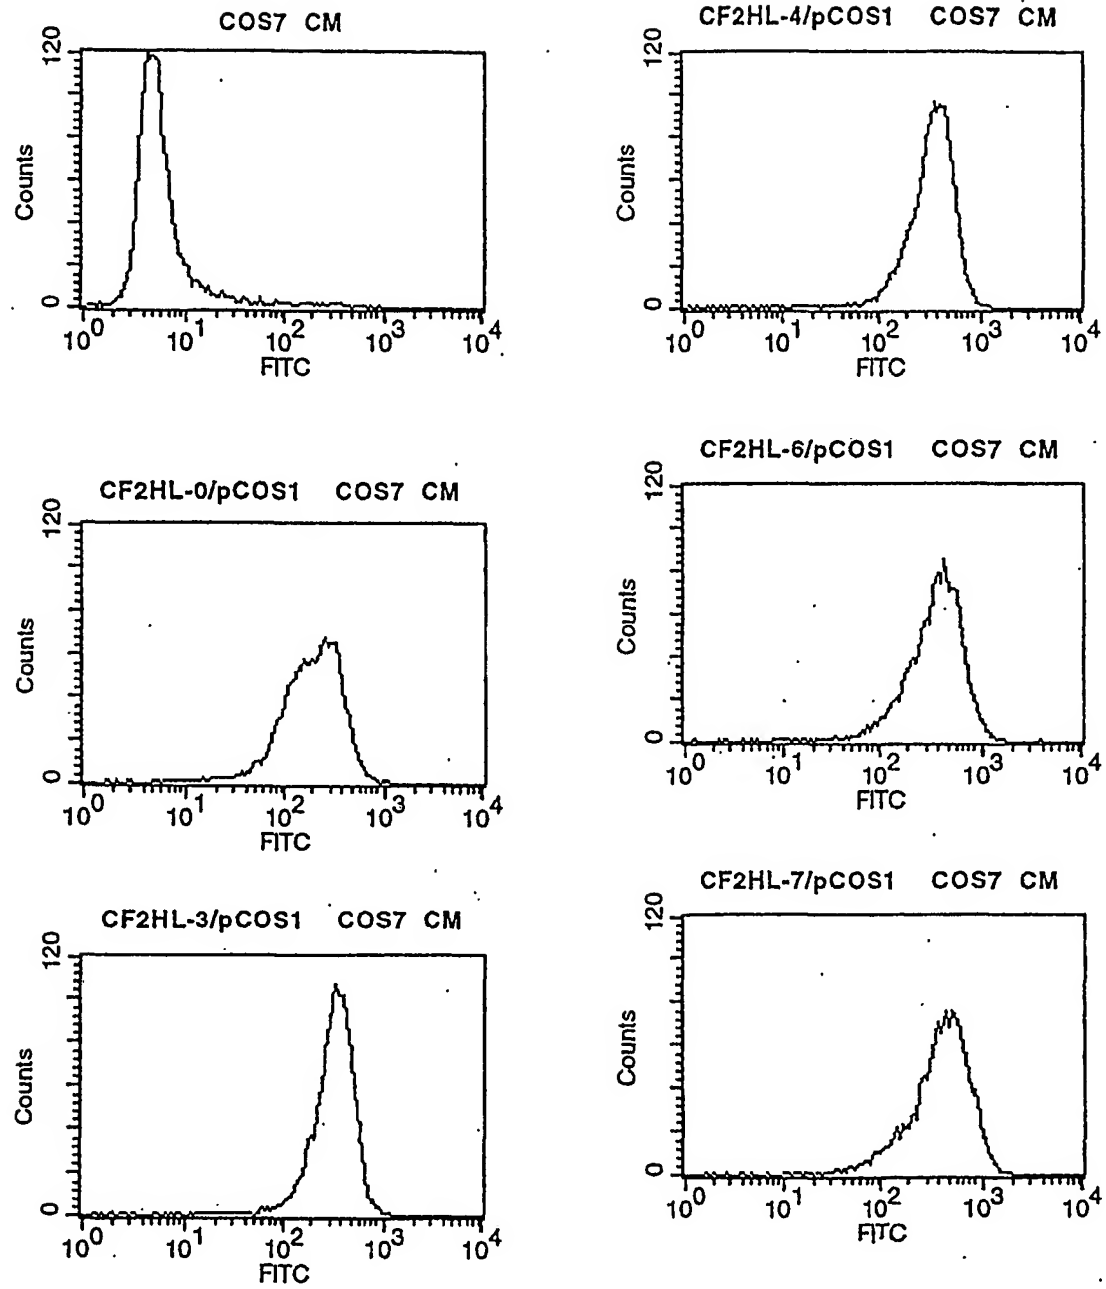 COS7 CM
120
Counts
0
10^0 10^1 10^2 10^3 10^4
FITC
CF2HL-0/pCOS1 COS7 CM
120
Counts
0
10^0 10^1 10^2 10^3 10^4
FITC
CF2HL-3/pCOS1 COS7 CM
120
Counts
0
10^0 10^1 10^2 10^3 10^4
FITC
CF2HL-4/pCOS1 COS7 CM
120
Counts
0
10^0 10^1 10^2 10^3 10^4
FITC
CF2HL-6/pCOS1 COS7 CM
120
Counts
0
10^0 10^1 10^2 10^3 10^4
FITC
CF2HL-7/pCOS1 COS7 CM
120
Counts
0
10^0 10^1 10^2 10^3 10^4
FITC